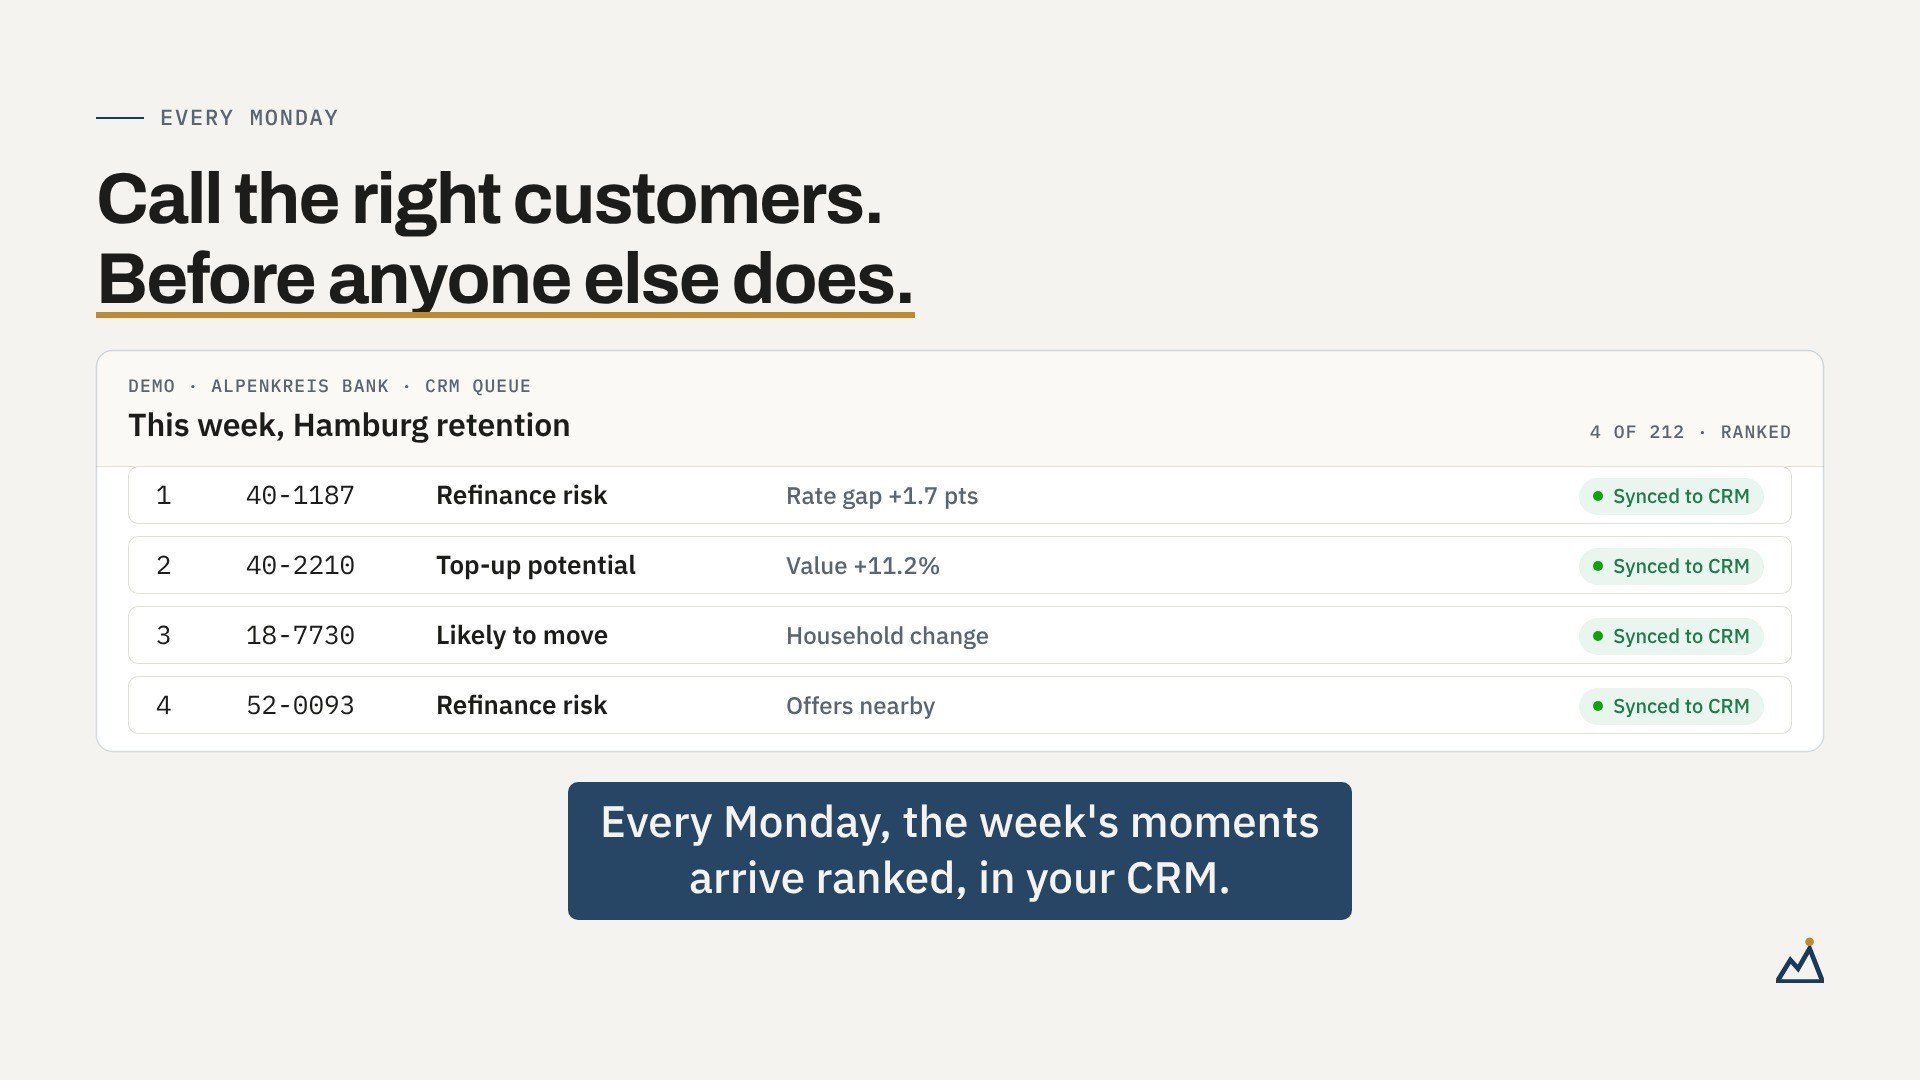 EVERY MONDAY
Call the right customers.
Before anyone else does.
DEMO · ALPENKREIS BANK · CRM QUEUE
This week, Hamburg retention
4 OF 212 · RANKED
1 40-1187 Refinance risk Rate gap +1.7 pts Synced to CRM
2 40-2210 Top-up potential Value +11.2% Synced to CRM
3 18-7730 Likely to move Household change Synced to CRM
4 52-0093 Refinance risk Offers nearby Synced to CRM
Every Monday, the week's moments
arrive ranked, in your CRM.